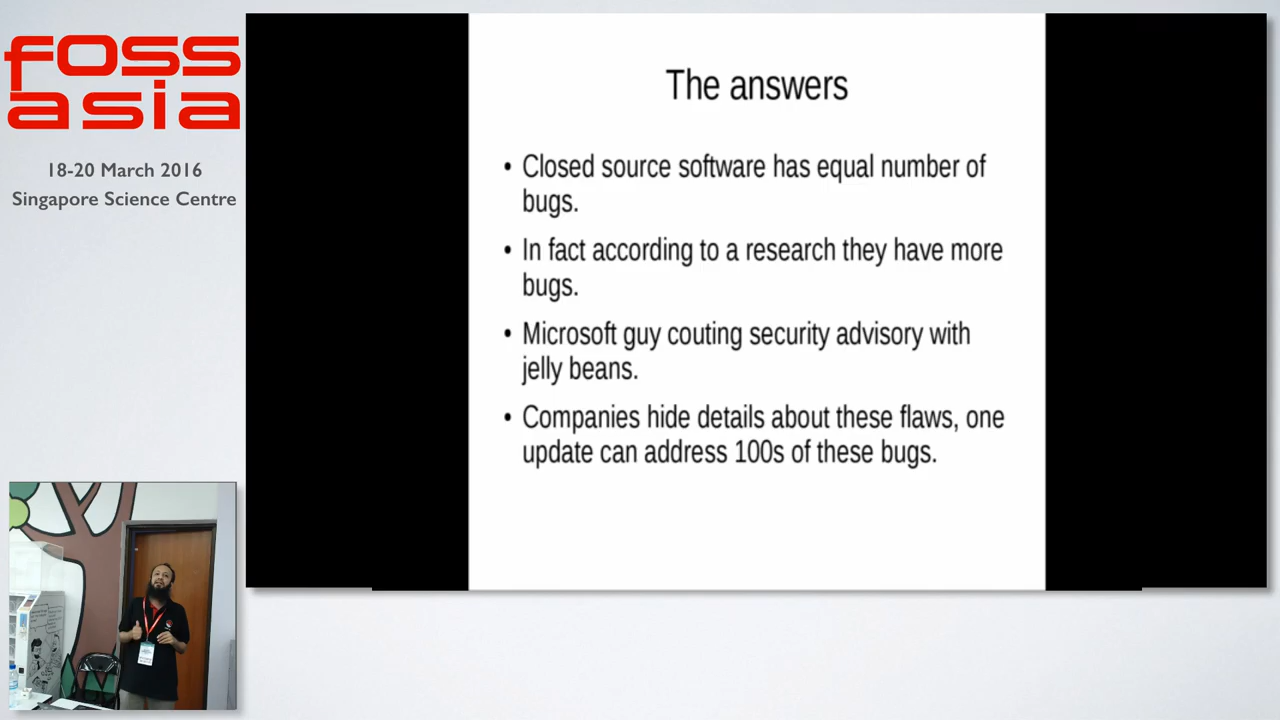 foss
asia
18-20 March 2016
Singapore Science Centre
The answers
• Closed source software has equal number of
bugs.
• In fact according to a research they have more
bugs.
• Microsoft guy couting security advisory with
jelly beans.
• Companies hide details about these flaws, one
update can address 100s of these bugs.